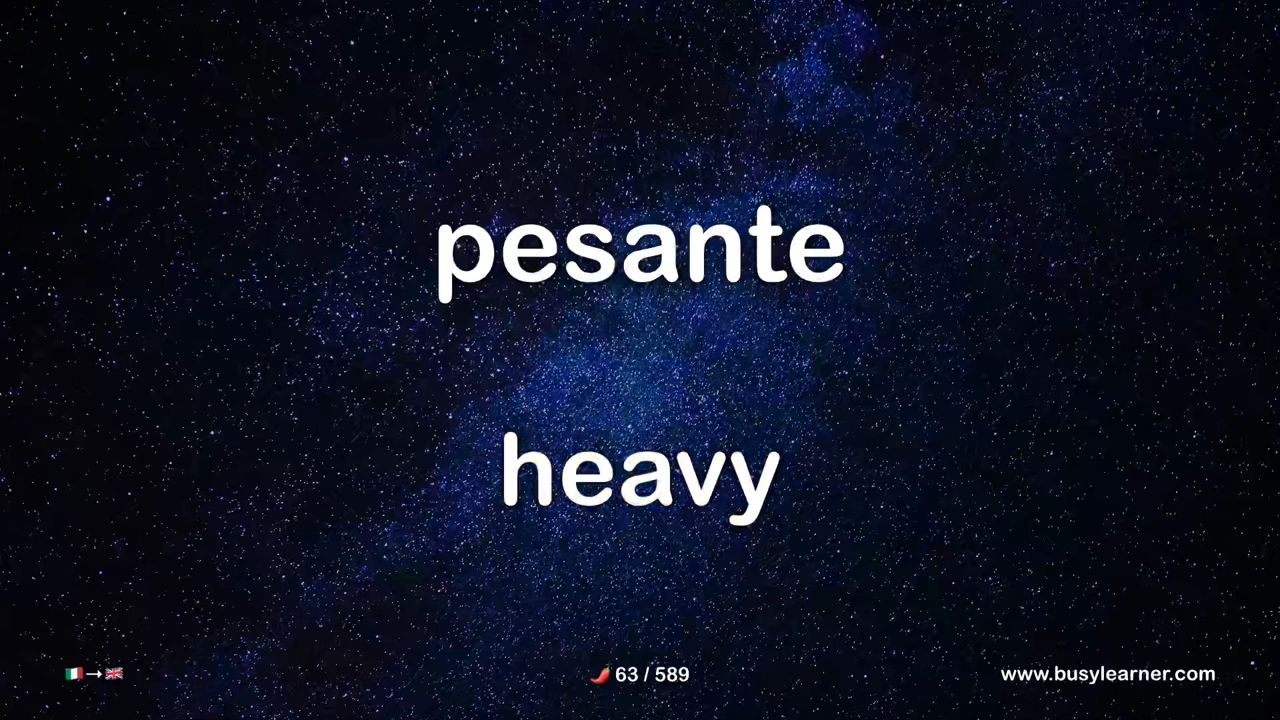 pesante
heavy
🇮🇹→🇬🇧
🌶️ 63 / 589
www.busylearner.com